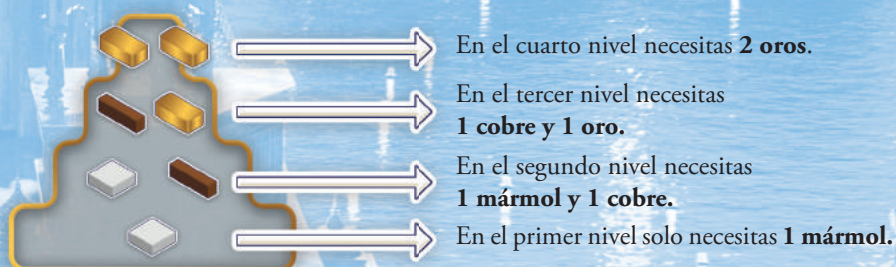 En el cuarto nivel necesitas 2 oros.
En el tercer nivel necesitas
1 cobre y 1 oro.
En el segundo nivel necesitas
1 mármol y 1 cobre.
En el primer nivel solo necesitas 1 mármol.